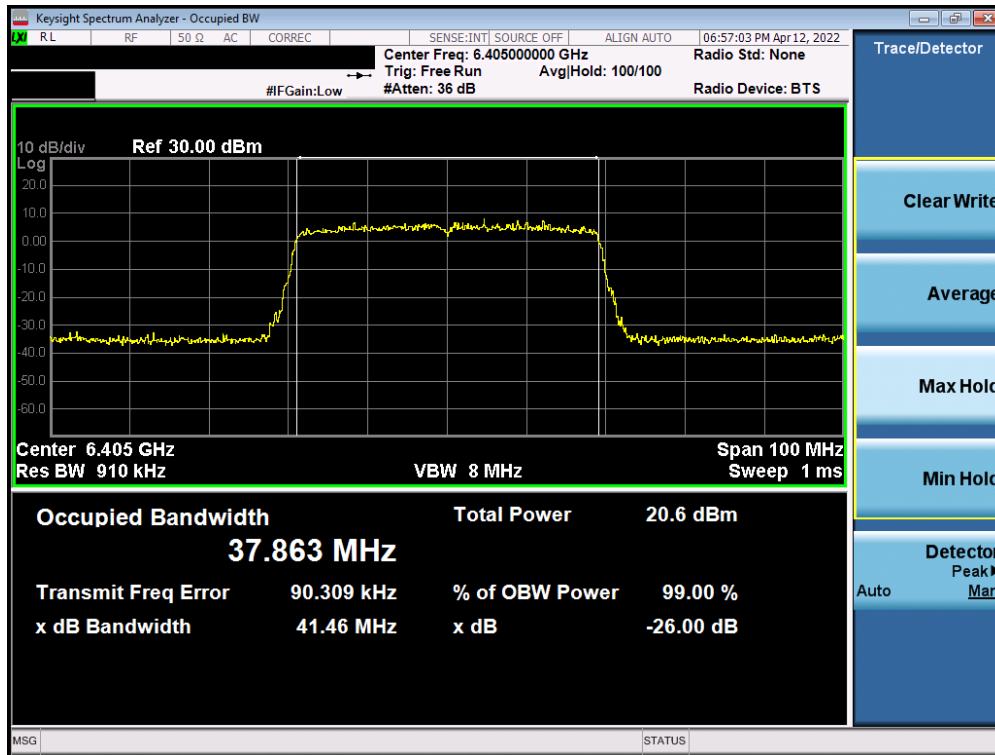 Keysight Spectrum Analyzer - Occupied BW
LXI RL RF 50 Ω AC CORREC SENSE:INT SOURCE OFF ALIGN AUTO 06:57:03 PM Apr 12, 2022
Center Freq: 6.405000000 GHz Radio Std: None
Trig: Free Run Avg|Hold: 100/100
#IFGain:Low #Atten: 36 dB Radio Device: BTS
Trace/Detector
10 dB/div Ref 30.00 dBm
Log
20.0
10.0
0.00
-10.0
-20.0
-30.0
-40.0
-50.0
-60.0
Center 6.405 GHz Span 100 MHz
Res BW 910 kHz VBW 8 MHz Sweep 1 ms
Clear Write
Average
Max Hold
Min Hold
Detector
Peak
Auto Man
Occupied Bandwidth Total Power 20.6 dBm
37.863 MHz
Transmit Freq Error 90.309 kHz % of OBW Power 99.00 %
x dB Bandwidth 41.46 MHz x dB -26.00 dB
MSG STATUS